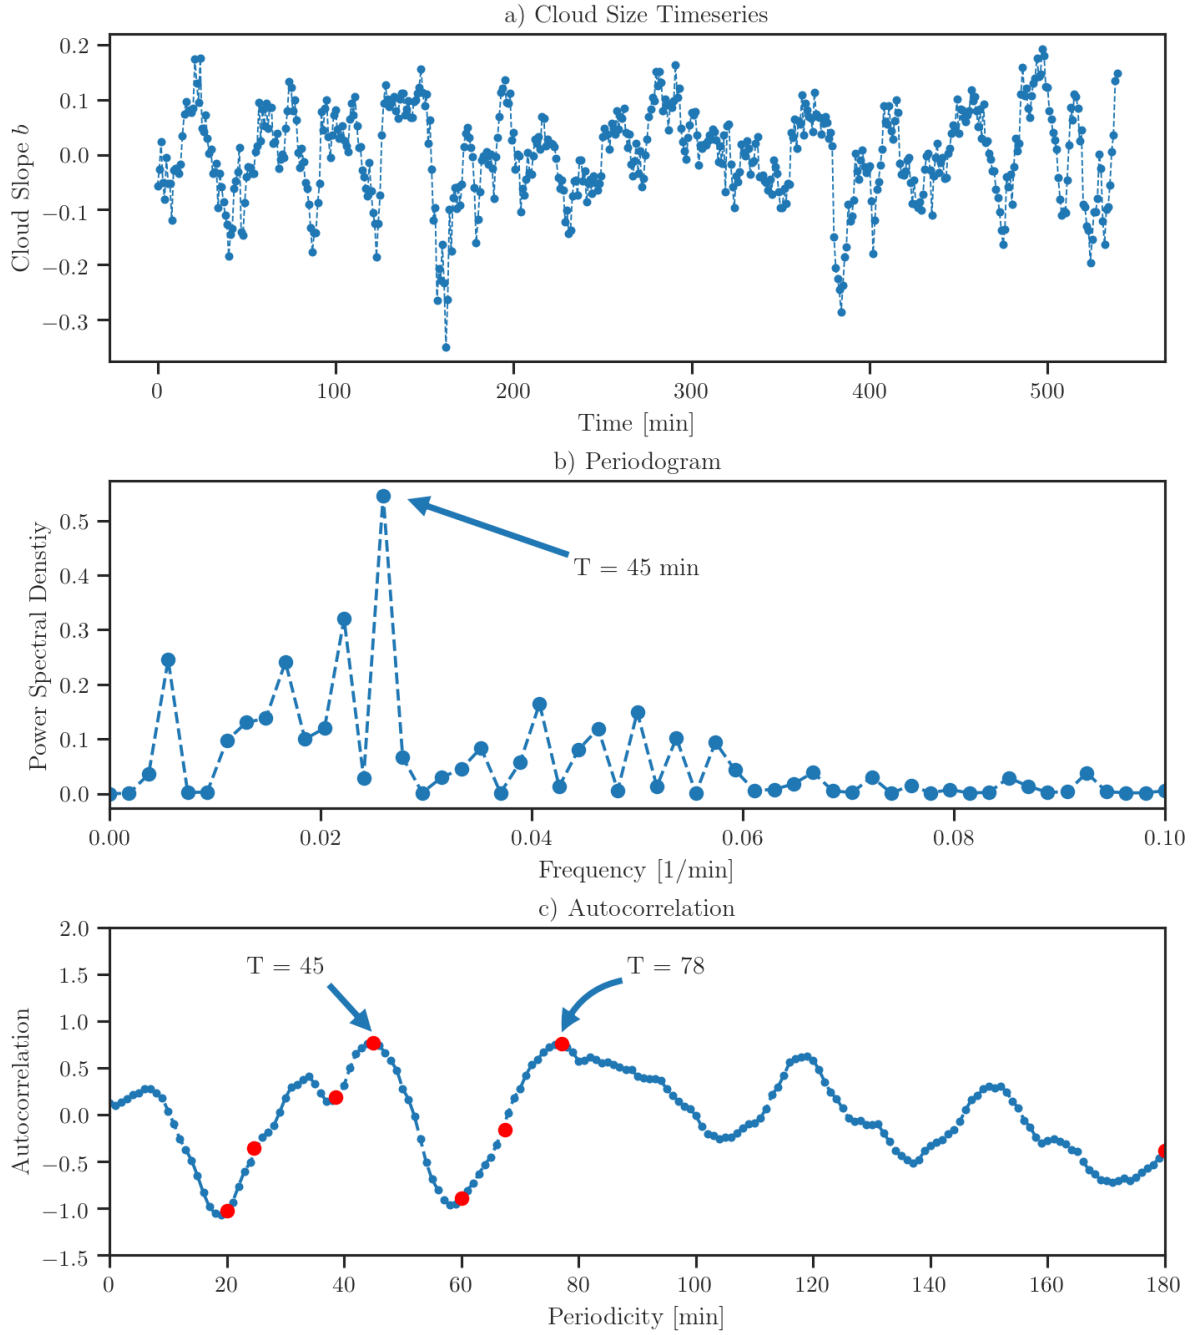 a) Cloud Size Timeseries
0.2
0.1
0.0
−0.1
−0.2
−0.3
Cloud Slope b
0 100 200 300 400 500
Time [min]
b) Periodogram
0.5
0.4
0.3
0.2
0.1
0.0
Power Spectral Denstiy
T = 45 min
0.00 0.02 0.04 0.06 0.08 0.10
Frequency [1/min]
c) Autocorrelation
2.0
1.5
1.0
0.5
0.0
−0.5
−1.0
−1.5
Autocorrelation
T = 45 T = 78
0 20 40 60 80 100 120 140 160 180
Periodicity [min]